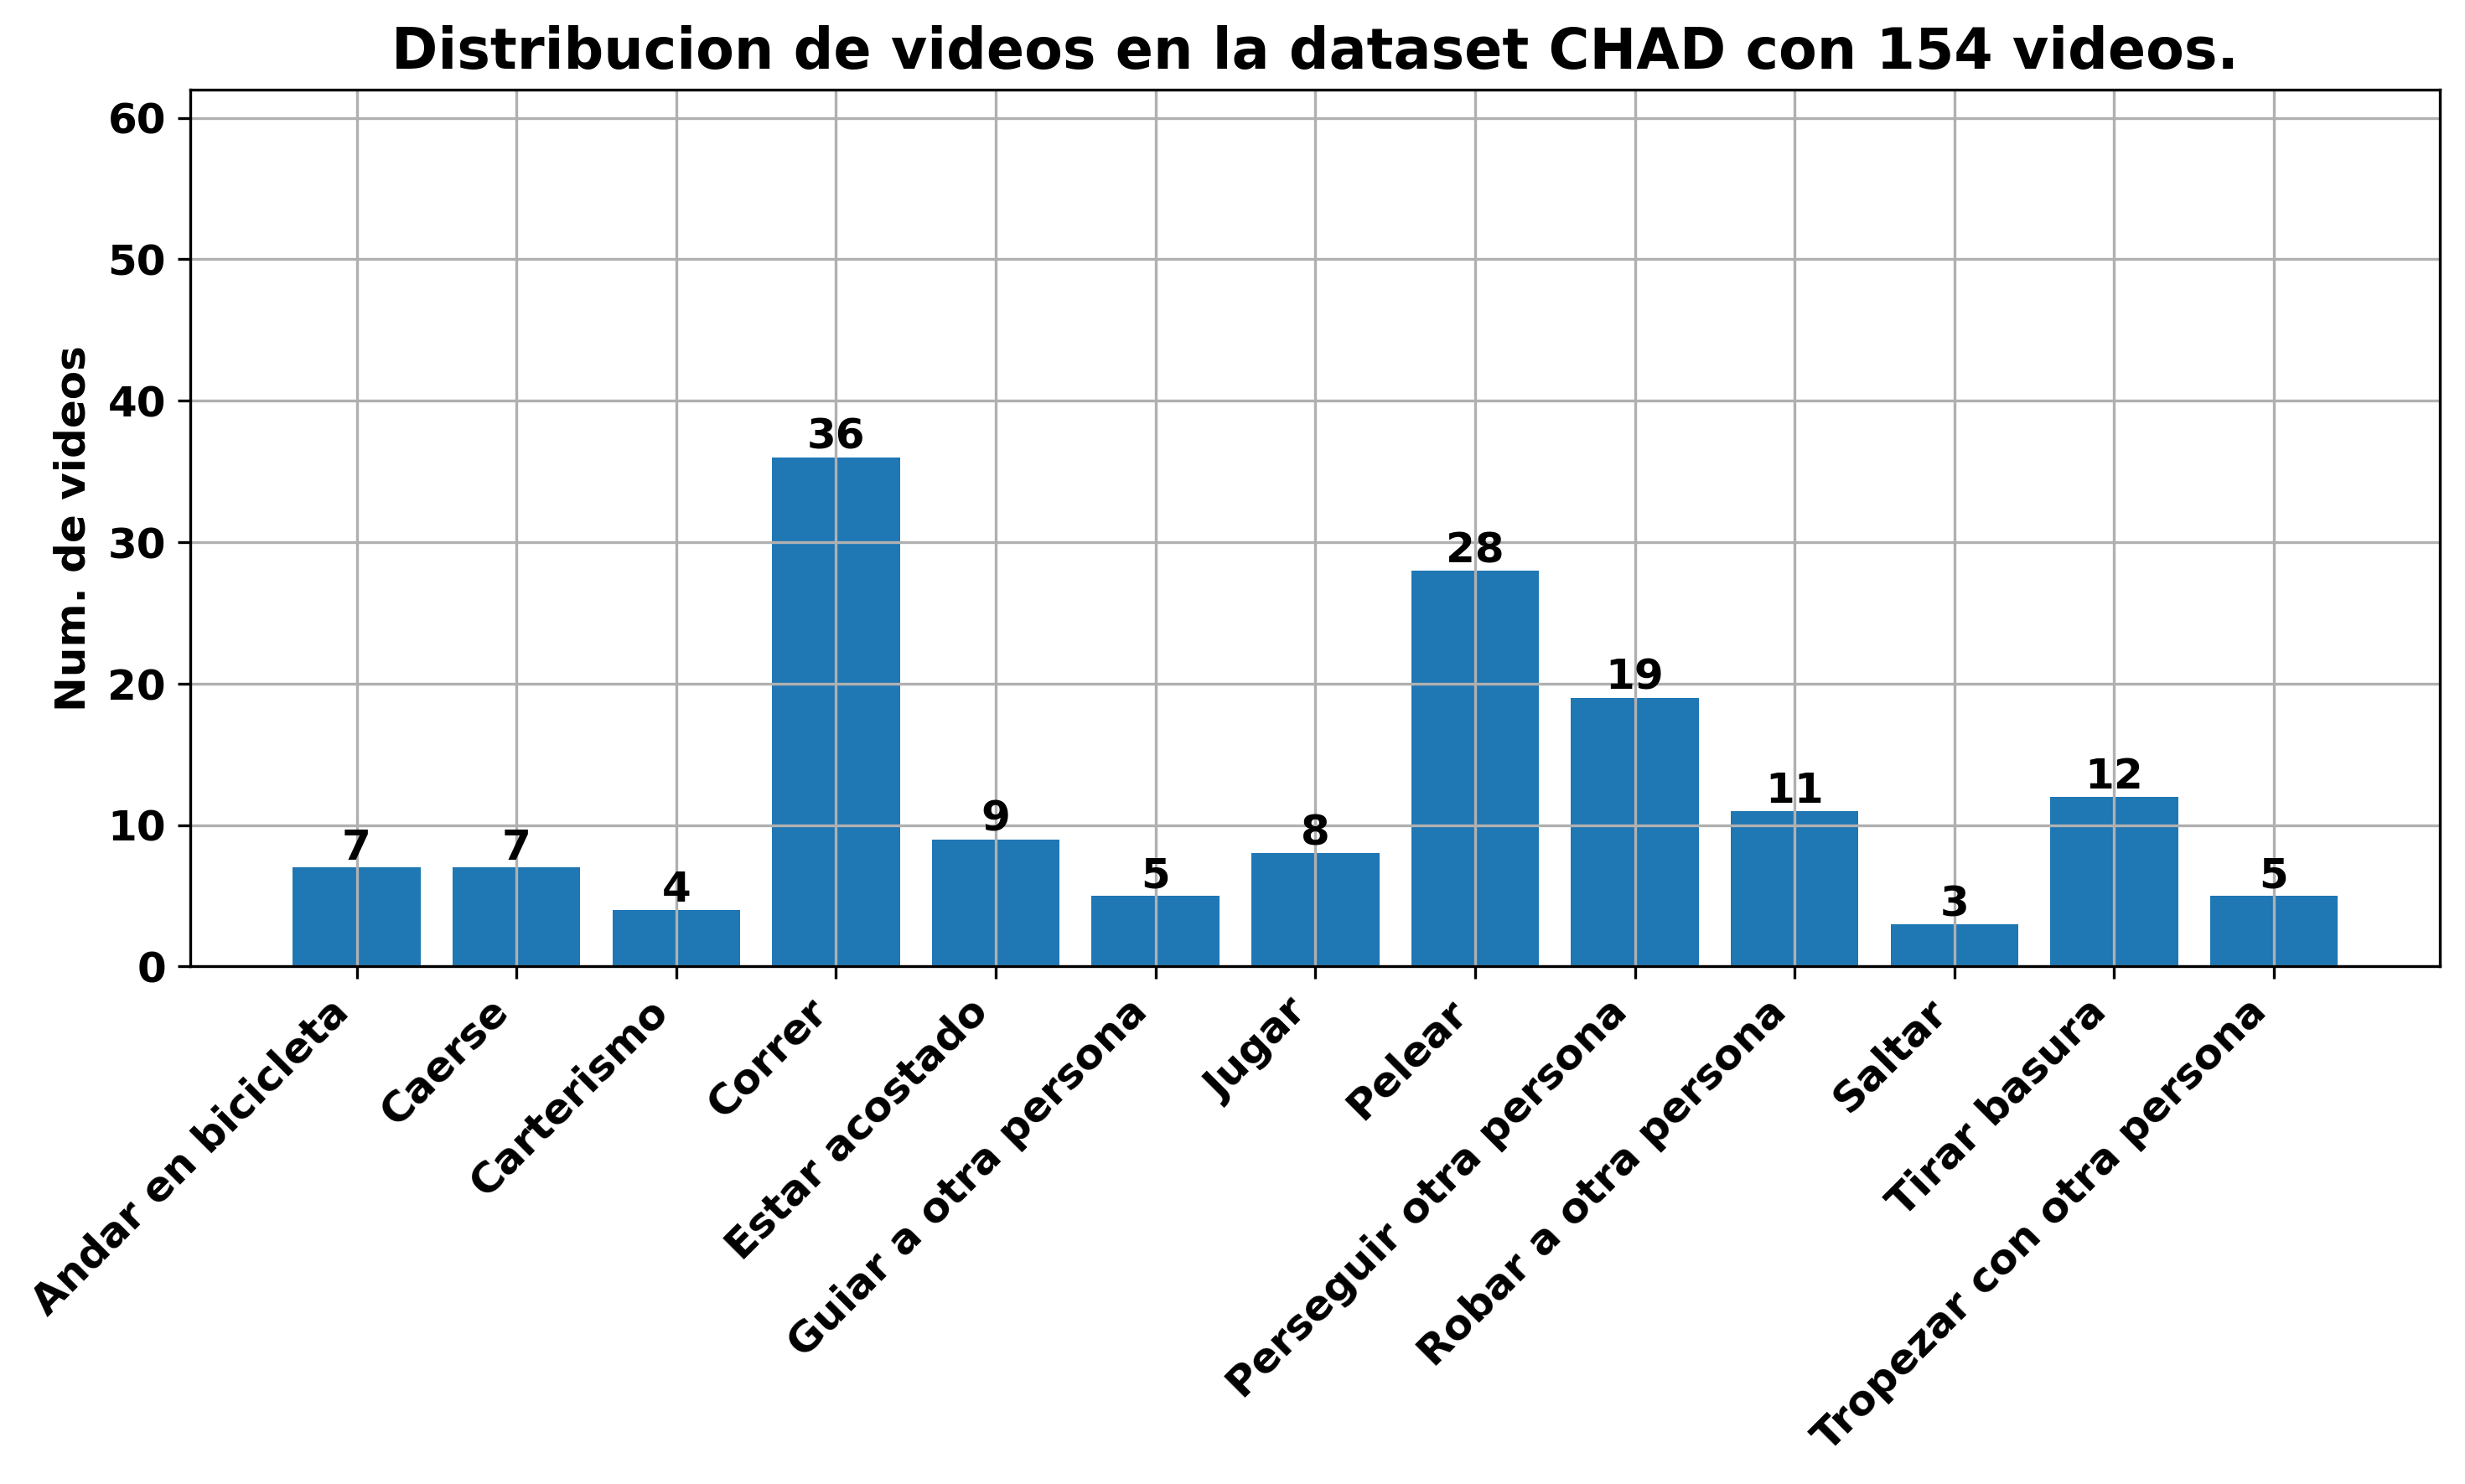 Distribucion de videos en la dataset CHAD con 154 videos.
Num. de videos
60
50
40
30
20
10
0
7
7
4
36
9
5
8
28
19
11
3
12
5
Andar en bicicleta
Caerse
Carterismo
Correr
Estar acostado
Guiar a otra persona
Jugar
Pelear
Perseguir otra persona
Robar a otra persona
Saltar
Tirar basura
Tropezar con otra persona